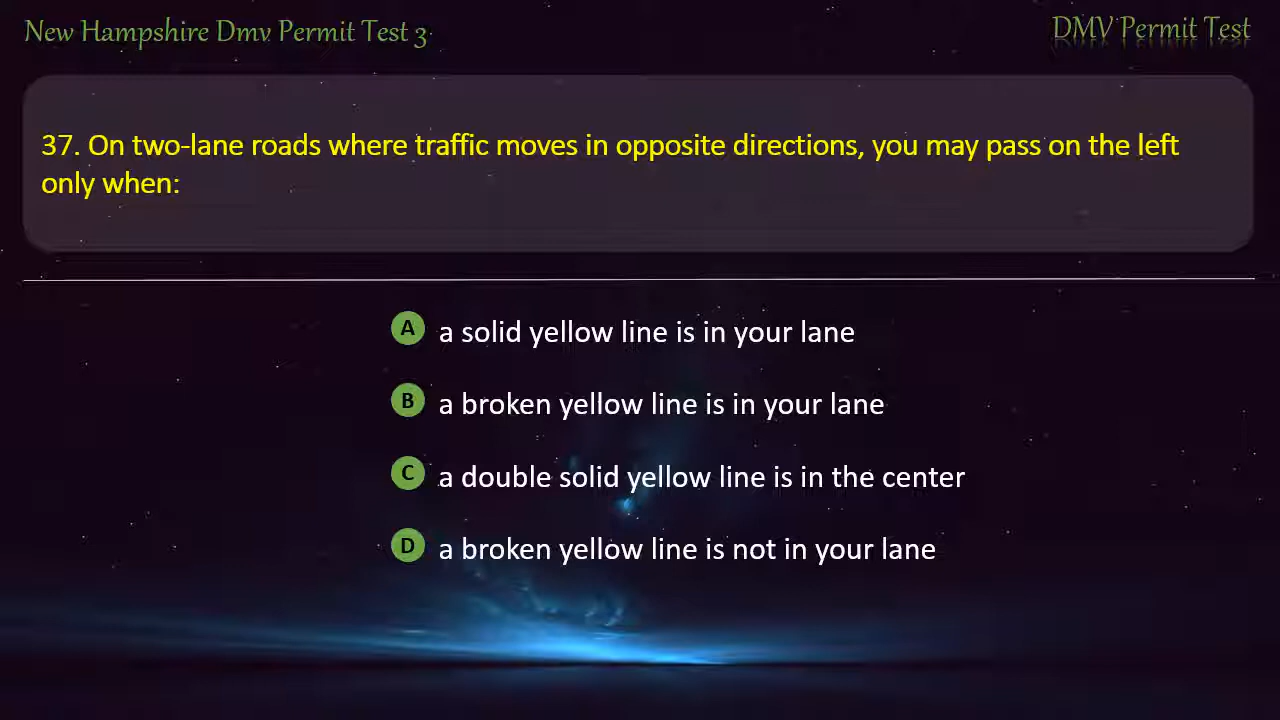 New Hampshire Dmv Permit Test 3
DMV Permit Test
37. On two-lane roads where traffic moves in opposite directions, you may pass on the left
only when:
A a solid yellow line is in your lane
B a broken yellow line is in your lane
C a double solid yellow line is in the center
D a broken yellow line is not in your lane